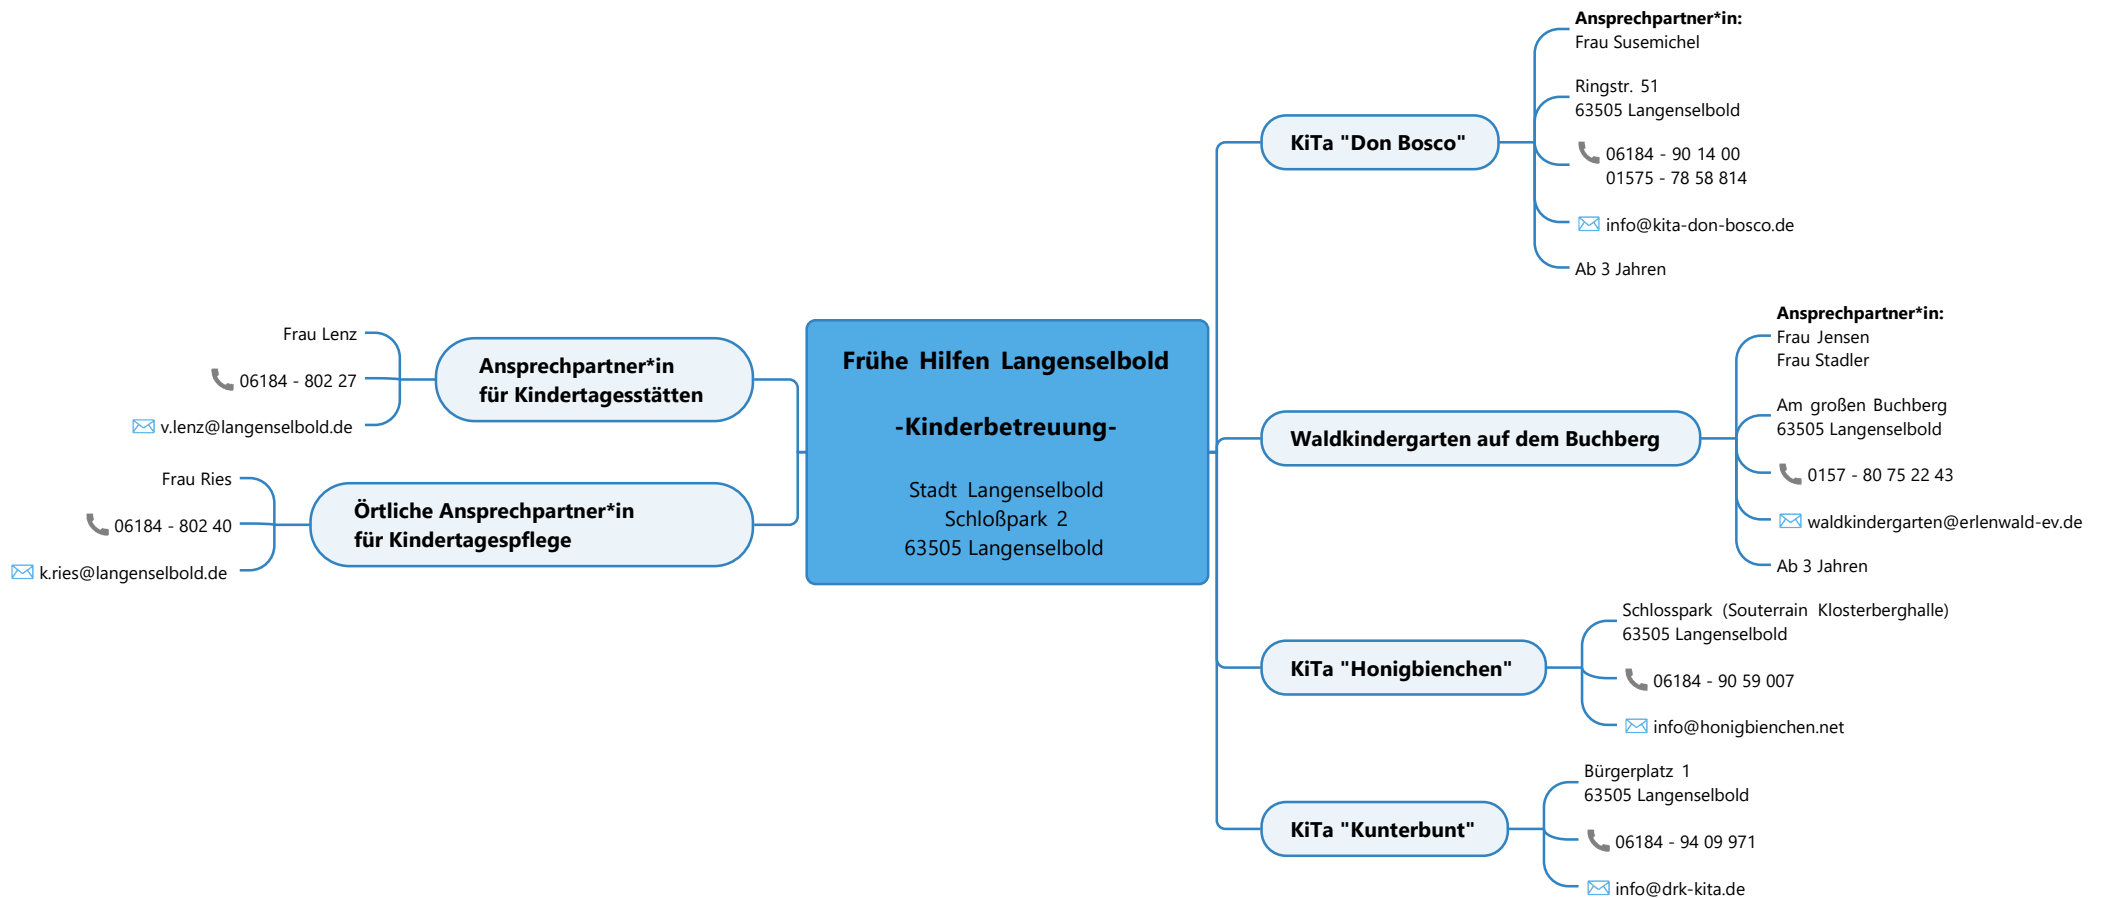 Frühe Hilfen Langenselbold
-Kinderbetreuung-
Stadt Langenselbold
Schloßpark 2
63505 Langenselbold
Ansprechpartner*in
für Kindertagesstätten
Frau Lenz
06184 - 802 27
v.lenz@langenselbold.de
Örtliche Ansprechpartner*in
für Kindertagespflege
Frau Ries
06184 - 802 40
k.ries@langenselbold.de
KiTa "Don Bosco"
Ansprechpartner*in:
Frau Susemichel
Ringstr. 51
63505 Langenselbold
06184 - 90 14 00
01575 - 78 58 814
info@kita-don-bosco.de
Ab 3 Jahren
Waldkindergarten auf dem Buchberg
Ansprechpartner*in:
Frau Jensen
Frau Stadler
Am großen Buchberg
63505 Langenselbold
0157 - 80 75 22 43
waldkindergarten@erlenwald-ev.de
Ab 3 Jahren
KiTa "Honigbienchen"
Schlosspark (Souterrain Klosterberghalle)
63505 Langenselbold
06184 - 90 59 007
info@honigbienchen.net
KiTa "Kunterbunt"
Bürgerplatz 1
63505 Langenselbold
06184 - 94 09 971
info@drk-kita.de